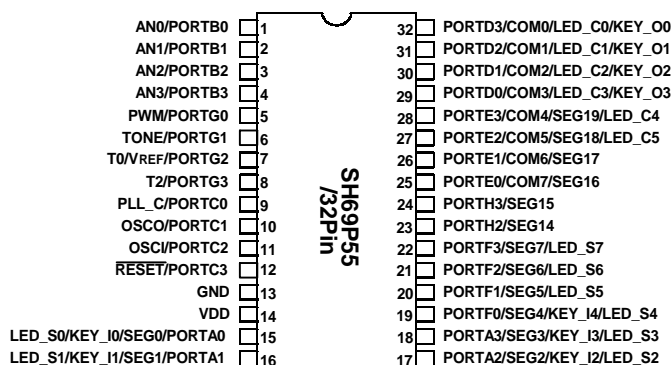 AN0/PORTB0 1 32 PORTD3/COM0/LED_C0/KEY_O0
AN1/PORTB1 2 31 PORTD2/COM1/LED_C1/KEY_O1
AN2/PORTB2 3 30 PORTD1/COM2/LED_C2/KEY_O2
AN3/PORTB3 4 29 PORTD0/COM3/LED_C3/KEY_O3
PWM/PORTG0 5 28 PORTE3/COM4/SEG19/LED_C4
TONE/PORTG1 6 27 PORTE2/COM5/SEG18/LED_C5
T0/VREF/PORTG2 7 26 PORTE1/COM6/SEG17
T2/PORTG3 8 25 PORTE0/COM7/SEG16
PLL_C/PORTC0 9 24 PORTH3/SEG15
OSCO/PORTC1 10 23 PORTH2/SEG14
OSCI/PORTC2 11 22 PORTF3/SEG7/LED_S7
RESET/PORTC3 12 21 PORTF2/SEG6/LED_S6
GND 13 20 PORTF1/SEG5/LED_S5
VDD 14 19 PORTF0/SEG4/KEY_I4/LED_S4
LED_S0/KEY_I0/SEG0/PORTA0 15 18 PORTA3/SEG3/KEY_I3/LED_S3
LED_S1/KEY_I1/SEG1/PORTA1 16 17 PORTA2/SEG2/KEY_I2/LED_S2
SH69P55
/32Pin